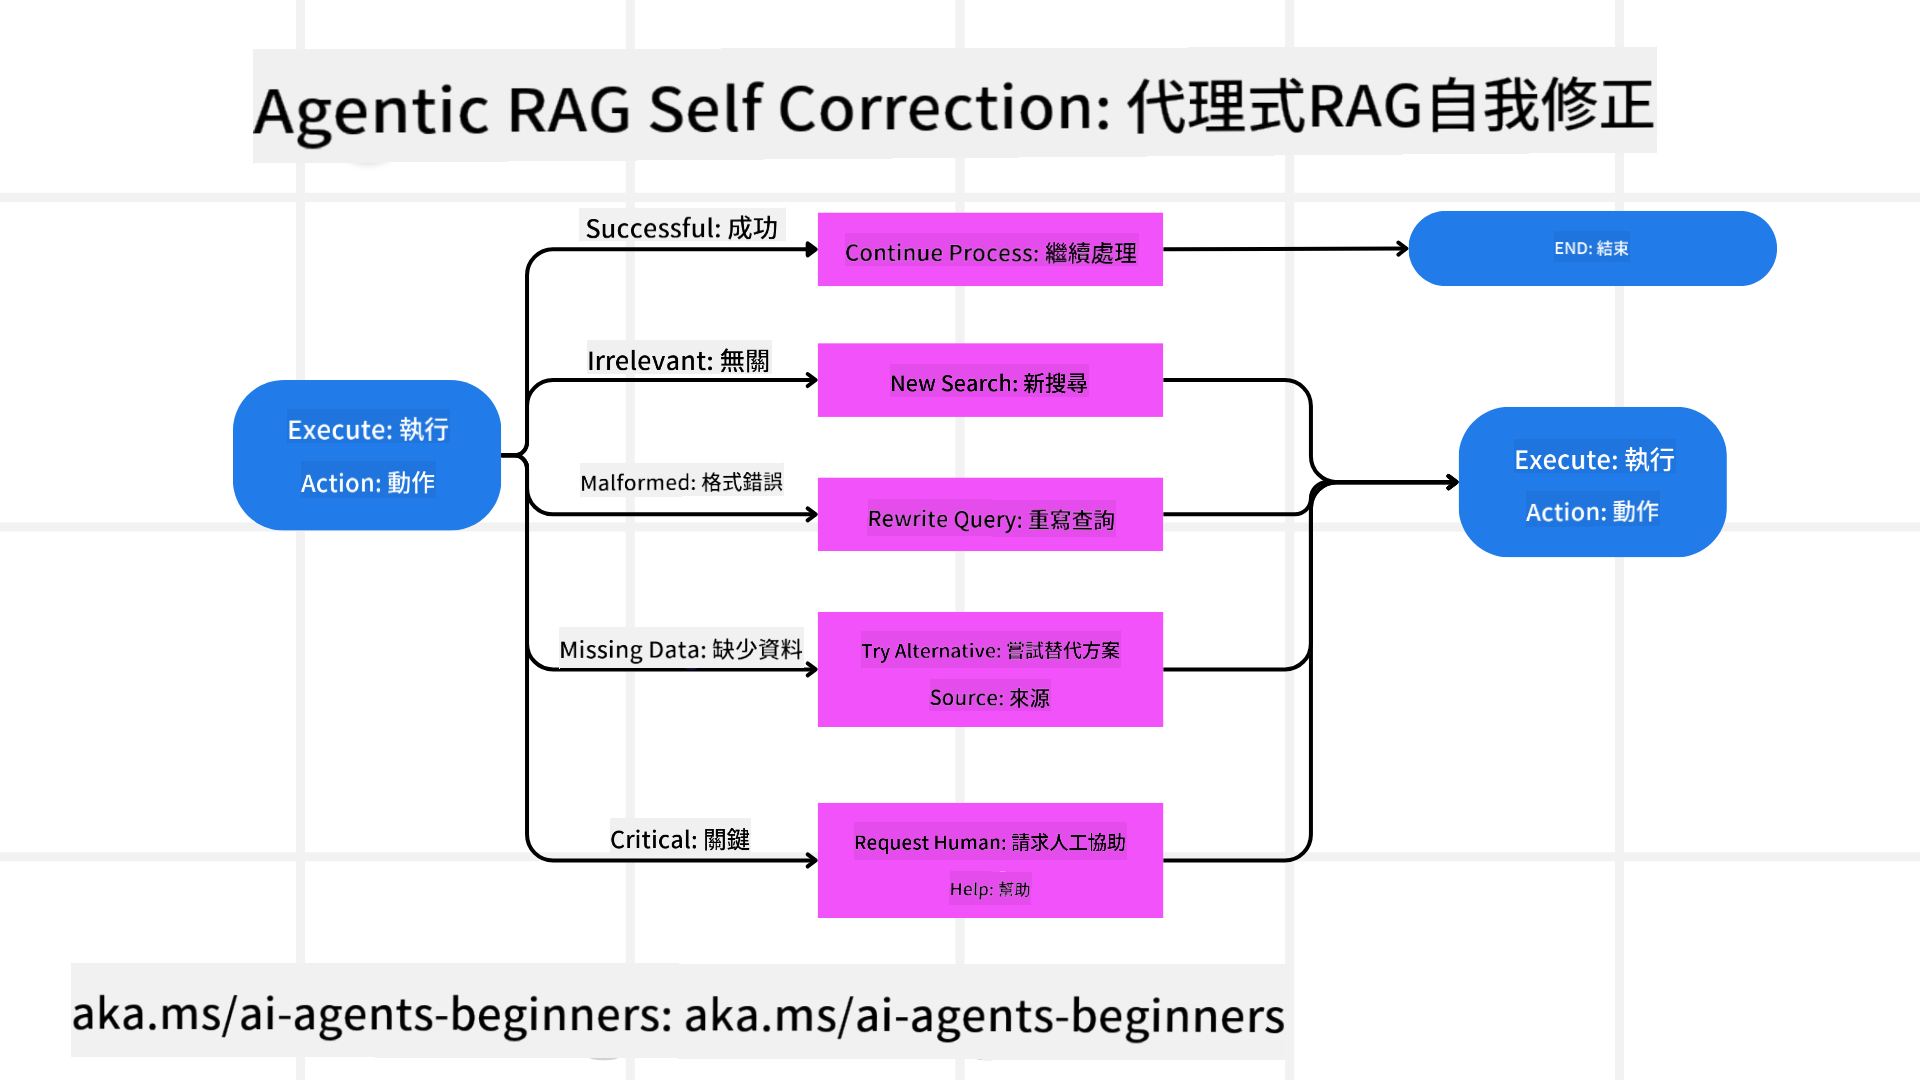 Agentic RAG Self Correction: 代理式RAG自我修正
Successful: 成功
Continue Process: 繼續處理
END: 結束
Irrelevant: 無關
New Search: 新搜尋
Execute: 執行
Action: 動作
Malformed: 格式錯誤
Rewrite Query: 重寫查詢
Execute: 執行
Action: 動作
Missing Data: 缺少資料
Try Alternative: 嘗試替代方案
Source: 來源
Critical: 關鍵
Request Human: 請求人工協助
Help: 幫助
aka.ms/ai-agents-beginners: aka.ms/ai-agents-beginners